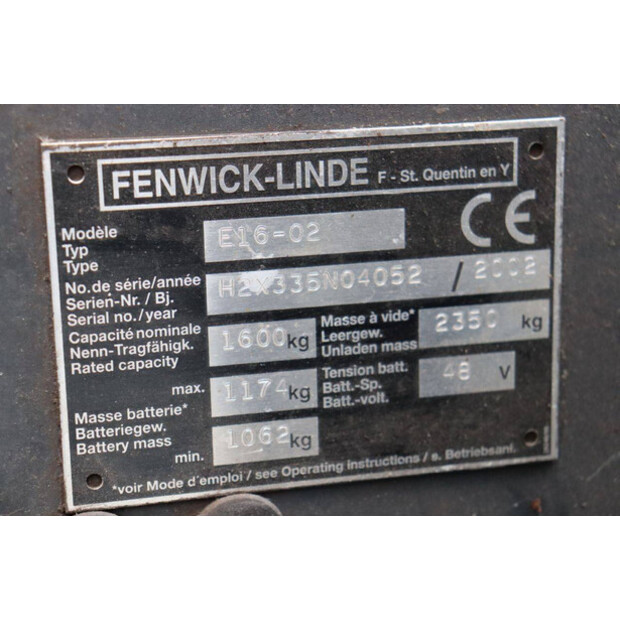 FENWICK-LINDE F - St. Quentin en Y
Modèle
Typ
Type
E16-02
CE
No.de série/année
Serien-Nr. / Bj.
Serial no./year
H2X335N04052 / 2002
Capacité nominale
Nenn-Tragfähigk.
Rated capacity
1600 kg
Masse à vide*
Leergew.
Unladen mass
2350 kg
max. 1174 kg
Tension batt.
Batt.-Sp.
Batt.-volt.
48 V
Masse batterie*
Batteriegew.
Battery mass
min. 1062 kg
*voir Mode d'emploi / see Operating instructions / s. Betriebsanl.